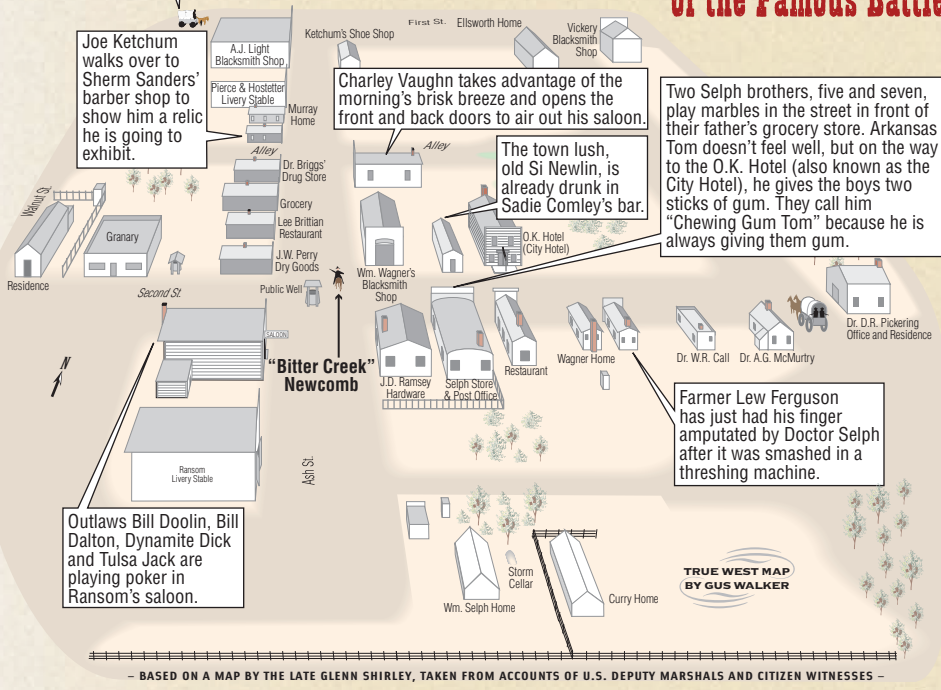 of the Famous Battle
First St.
Ellsworth Home
Vickery
Blacksmith
Shop
Ketchum's Shoe Shop
A.J. Light
Blacksmith Shop
Joe Ketchum
walks over to
Sherm Sanders'
barber shop to
show him a relic
he is going to
exhibit.
Pierce & Hostetter
Livery Stable
Murray
Home
Charley Vaughn takes advantage of the
morning's brisk breeze and opens the
front and back doors to air out his saloon.
Two Selph brothers, five and seven,
play marbles in the street in front of
their father's grocery store. Arkansas
Tom doesn't feel well, but on the way
to the O.K. Hotel (also known as the
City Hotel), he gives the boys two
sticks of gum. They call him
"Chewing Gum Tom" because he is
always giving them gum.
Alley
Alley
The town lush,
old Si Newlin, is
already drunk in
Sadie Comley's bar.
Dr. Briggs'
Drug Store
Grocery
Lee Brittian
Restaurant
J.W. Perry
Dry Goods
Walnut St.
Granary
Residence
O.K. Hotel
(City Hotel)
Wm. Wagner's
Blacksmith
Shop
Second St.
Public Well
SALOON
"Bitter Creek"
Newcomb
J.D. Ramsey
Hardware
Selph Store
& Post Office
Restaurant
Wagner Home
Dr. W.R. Call
Dr. A.G. McMurtry
Dr. D.R. Pickering
Office and Residence
N
Farmer Lew Ferguson
has just had his finger
amputated by Doctor Selph
after it was smashed in a
threshing machine.
Ransom
Livery Stable
Ash St.
Outlaws Bill Doolin, Bill
Dalton, Dynamite Dick
and Tulsa Jack are
playing poker in
Ransom's saloon.
Storm
Cellar
Wm. Selph Home
Curry Home
TRUE WEST MAP
BY GUS WALKER
– BASED ON A MAP BY THE LATE GLENN SHIRLEY, TAKEN FROM ACCOUNTS OF U.S. DEPUTY MARSHALS AND CITIZEN WITNESSES –